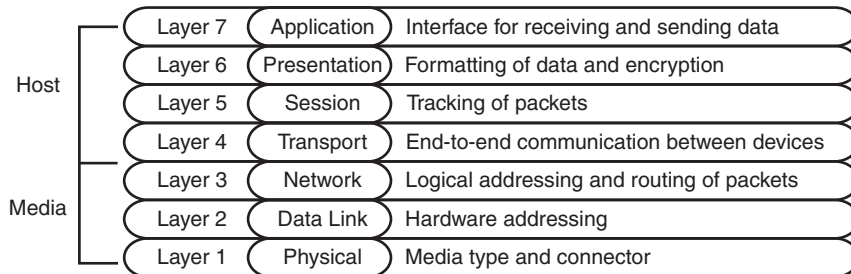 Layer 7 Application Interface for receiving and sending data
Layer 6 Presentation Formatting of data and encryption
Host
Layer 5 Session Tracking of packets
Layer 4 Transport End-to-end communication between devices
Layer 3 Network Logical addressing and routing of packets
Media
Layer 2 Data Link Hardware addressing
Layer 1 Physical Media type and connector